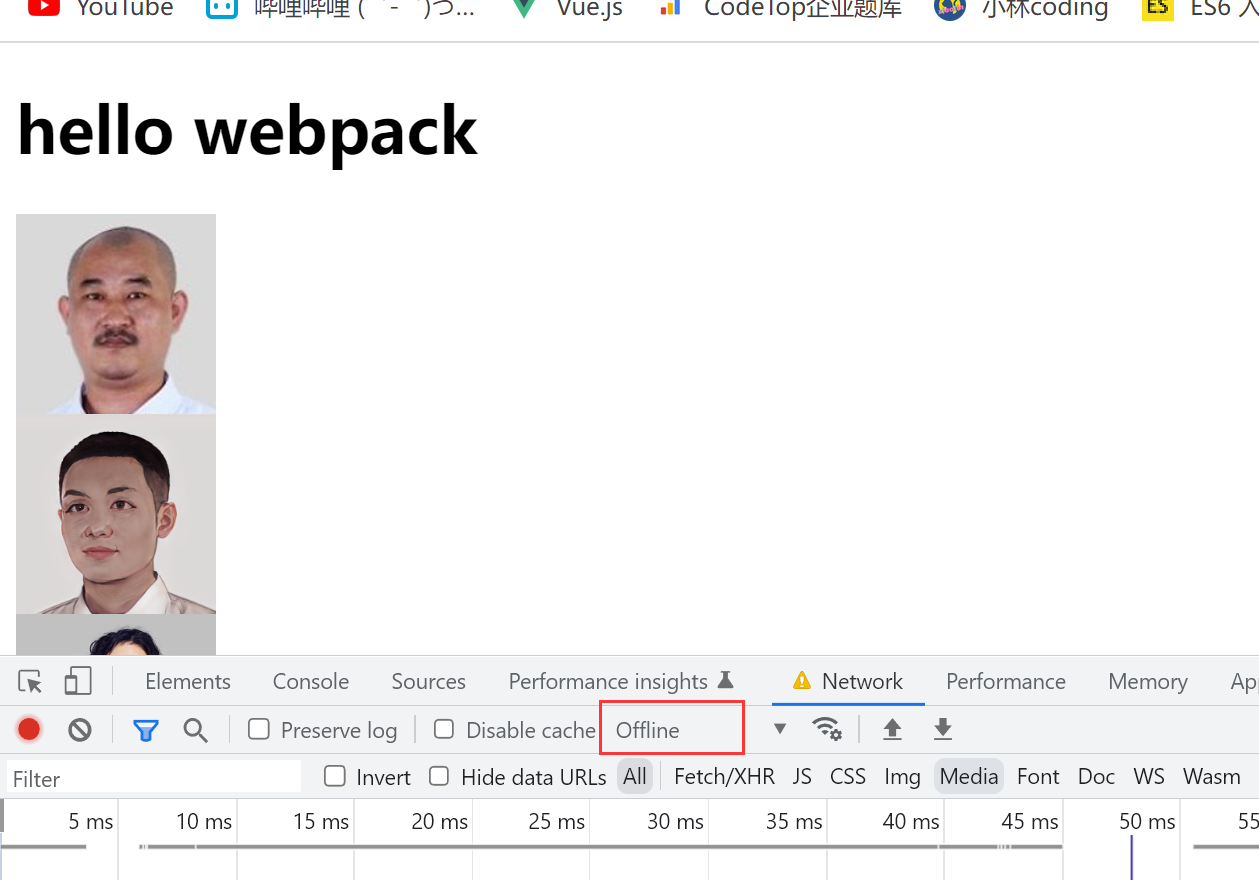 YouTube 哔哩哔哩 (゜-゜)つ... Vue.js CodeTop企业题库 小林coding ES ES6 入
hello webpack
Elements Console Sources Performance insights Network Performance Memory Ap
Preserve log Disable cache Offline
Filter Invert Hide data URLs All Fetch/XHR JS CSS Img Media Font Doc WS Wasm
5 ms 10 ms 15 ms 20 ms 25 ms 30 ms 35 ms 40 ms 45 ms 50 ms 55